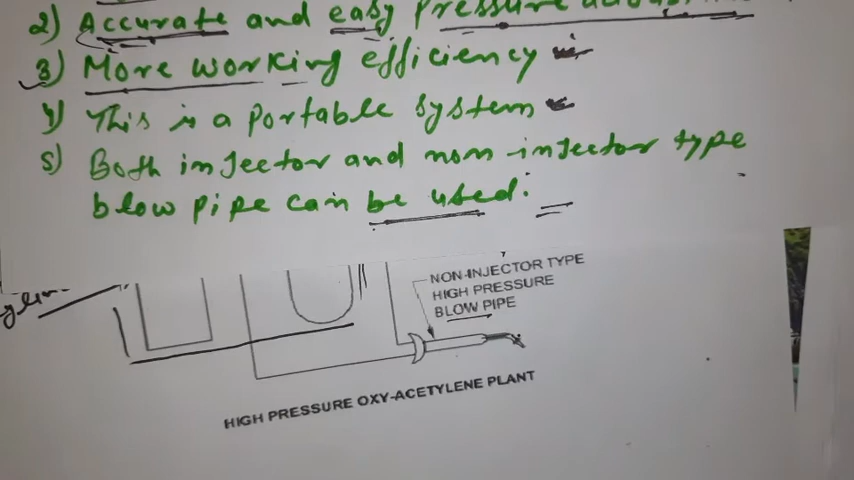 2) Accurate and easy pressure
3) More working efficiency
4) This is a portable system
5) Both injector and non-injector type
blow pipe can be used.
NON-INJECTOR TYPE
HIGH PRESSURE
BLOW PIPE
HIGH PRESSURE OXY-ACETYLENE PLANT